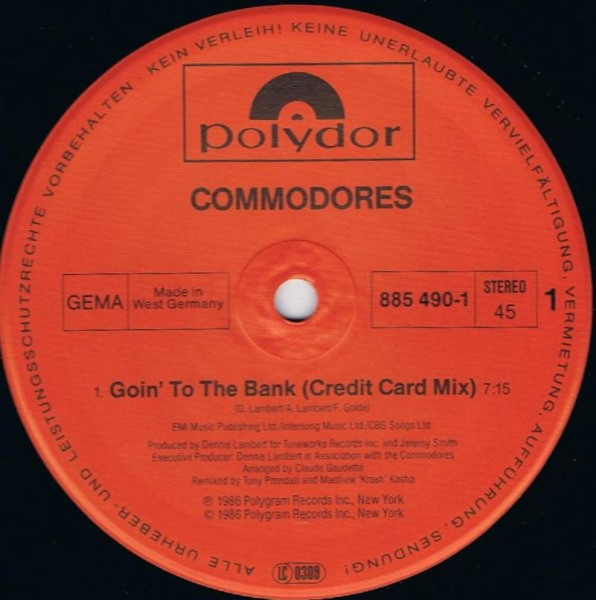 ALLE URHEBER- UND LEISTUNGSSCHUTZRECHTE VORBEHALTEN · KEIN VERLEIH! KEINE UNERLAUBTE VERVIELFÄLTIGUNG, VERMIETUNG, AUFFÜHRUNG, SENDUNG!
polydor
COMMODORES
GEMA
Made in
West Germany
885 490-1
STEREO
45
1
1. Goin' To The Bank (Credit Card Mix) 7:15
(D. Lambert/A. Lambert/F. Golde)
EMI Music Publishing Ltd./Intersong Music Ltd./CBS Songs Ltd.
Produced by Dennis Lambert for Tuneworks Records Inc. and Jeremy Smith
Executive Producer: Dennis Lambert in Association with the Commodores
Arranged by Claude Gaudette
Remixed by Tony Prendatt and Matthew 'Krash' Kasha
℗ 1986 Polygram Records Inc., New York
© 1986 Polygram Records Inc., New York
LC 0309